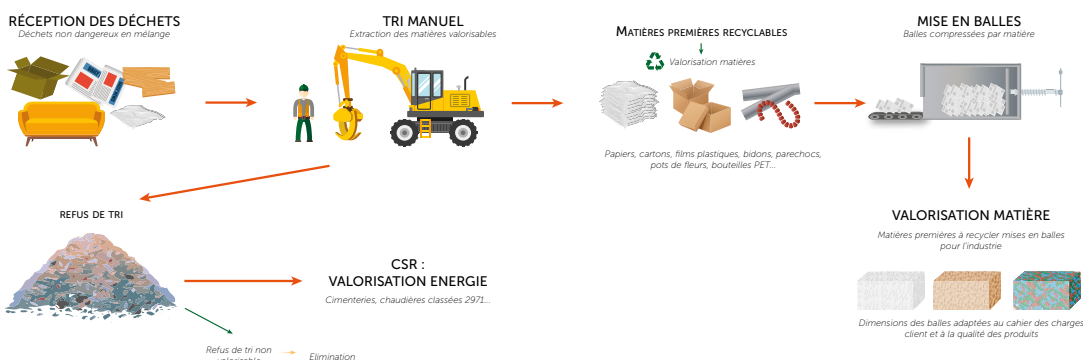 RÉCEPTION DES DÉCHETS
Déchets non dangereux en mélange
TRI MANUEL
Extraction des matières valorisables
MATIÈRES PREMIÈRES RECYCLABLES
Valorisation matières
Papiers, cartons, films plastiques, bidons, parechocs,
pots de fleurs, bouteilles PET...
MISE EN BALLES
Balles compressées par matière
REFUS DE TRI
CSR :
VALORISATION ENERGIE
Cimenteries, chaudières classées 2971...
Refus de tri non
valorisable
Elimination
VALORISATION MATIÈRE
Matières premières à recycler mises en balles
pour l'industrie
Dimensions des balles adaptées au cahier des charges
client et à la qualité des produits